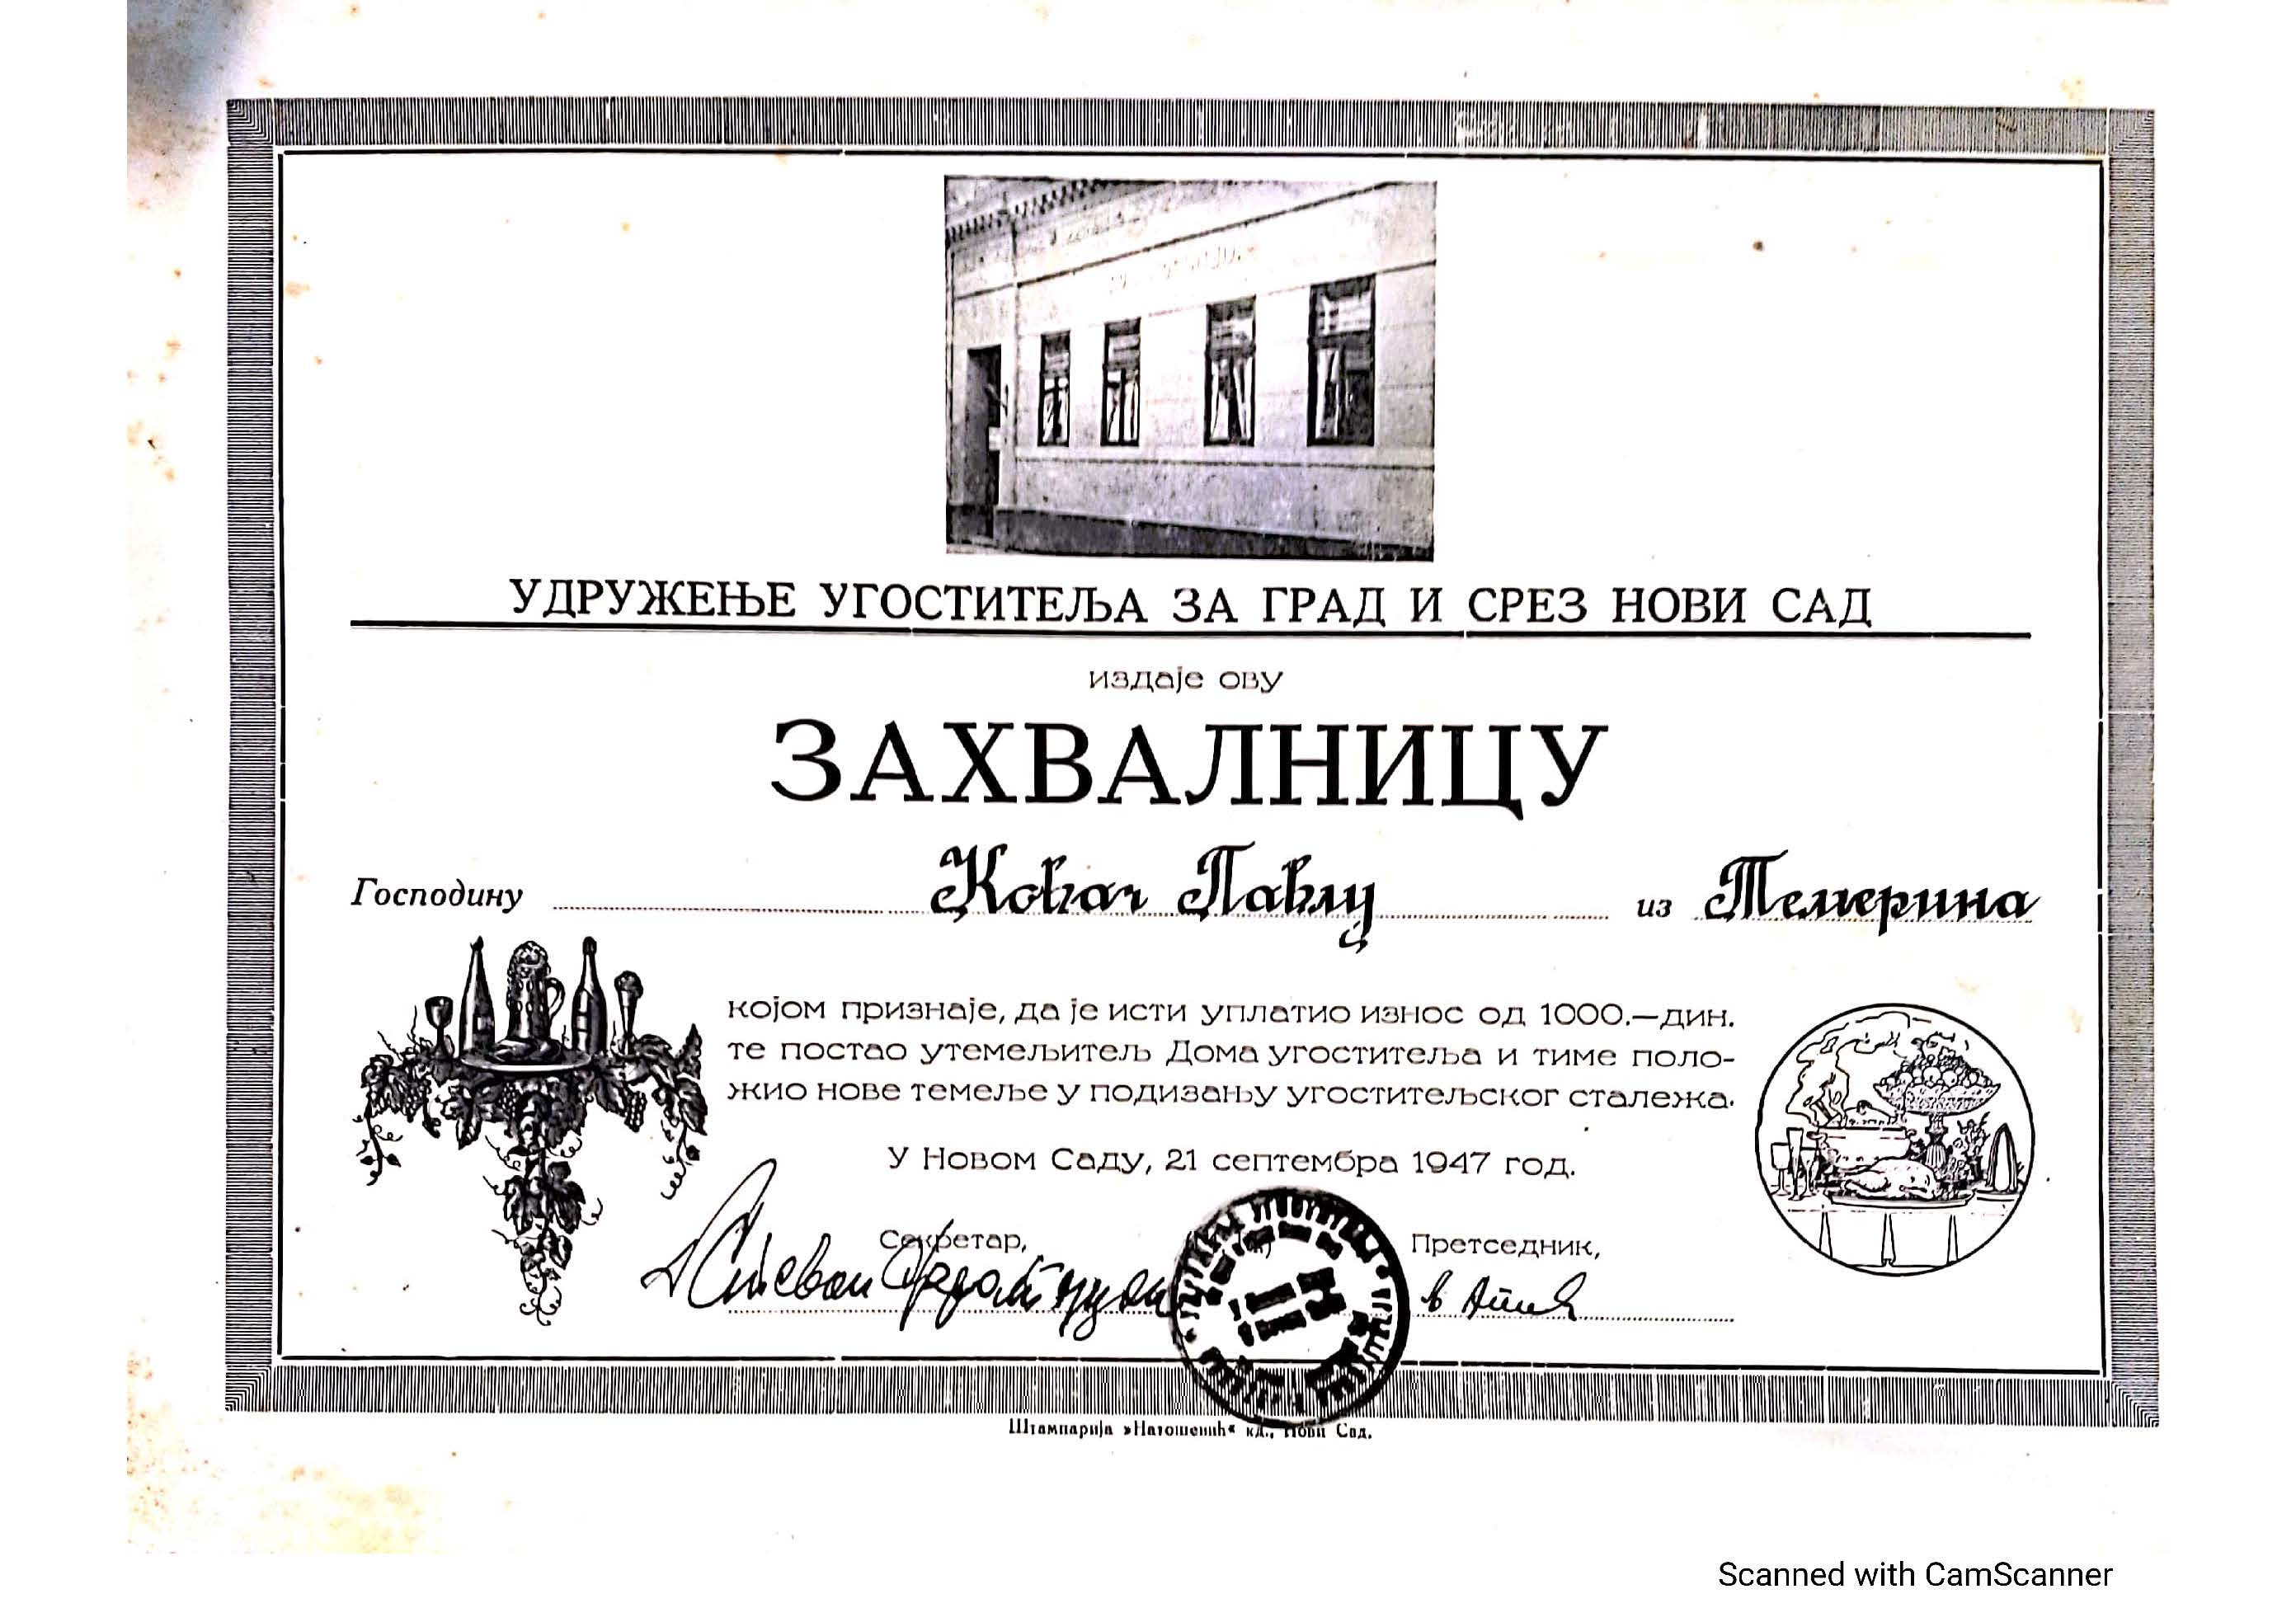 УДРУЖЕЊЕ УГОСТИТЕЉА ЗА ГРАД И СРЕЗ НОВИ САД
издаје ову
ЗАХВАЛНИЦУ
Господину Ковач Павлу из Темерина
којом признаје, да је исти уплатио износ од 1000.—дин.
те постао утемељитељ Дома угоститеља и тиме поло-
жио нове темеље у подизању угоститељског сталежа.
У Новом Саду, 21 септембра 1947 год.
Секретар, Претседник,
Стеван
Штампарија »Натошевић« кд., Нови Сад.
Scanned with CamScanner